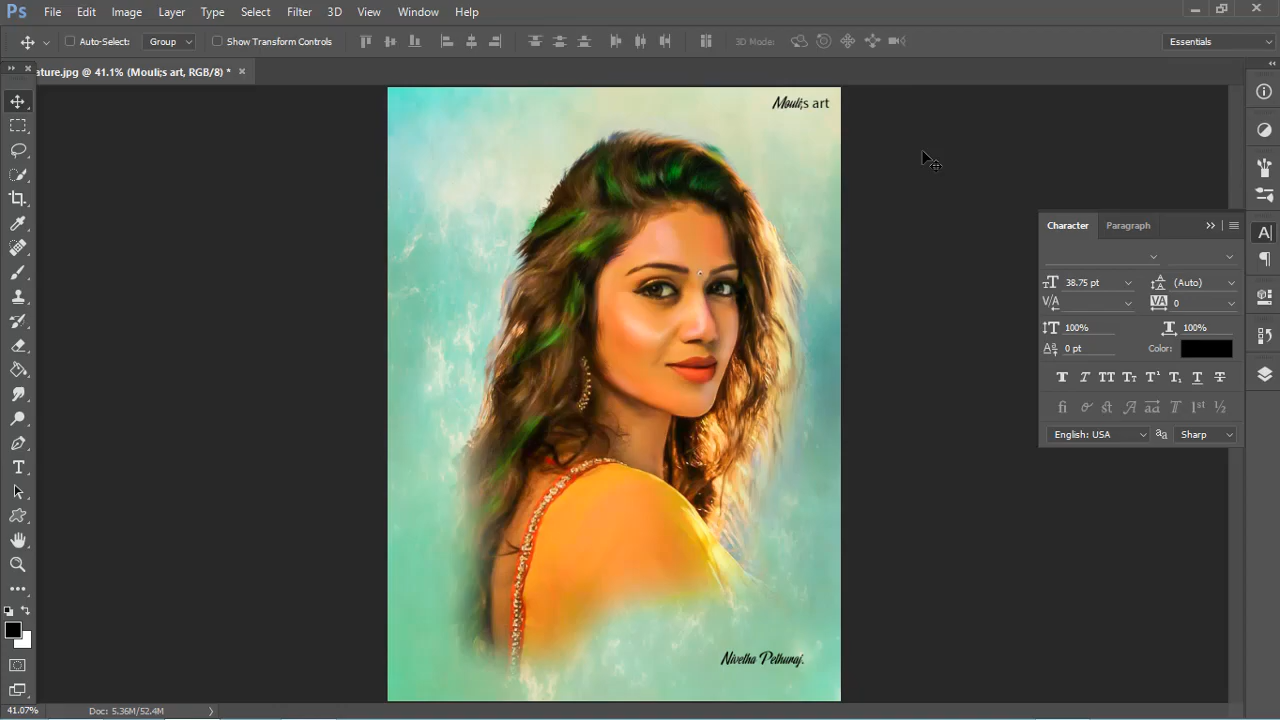 Ps File Edit Image Layer Type Select Filter 3D View Window Help
Auto-Select: Group Show Transform Controls 3D Mode: Essentials
ature.jpg @ 41.1% (Mouli;s art, RGB/8) *
Mouli;s art
Character Paragraph
38.75 pt (Auto)
0
100% 100%
0 pt Color:
English: USA Sharp
Nivetha Pethuraj.
41.07% Doc: 5.36M/52.4M